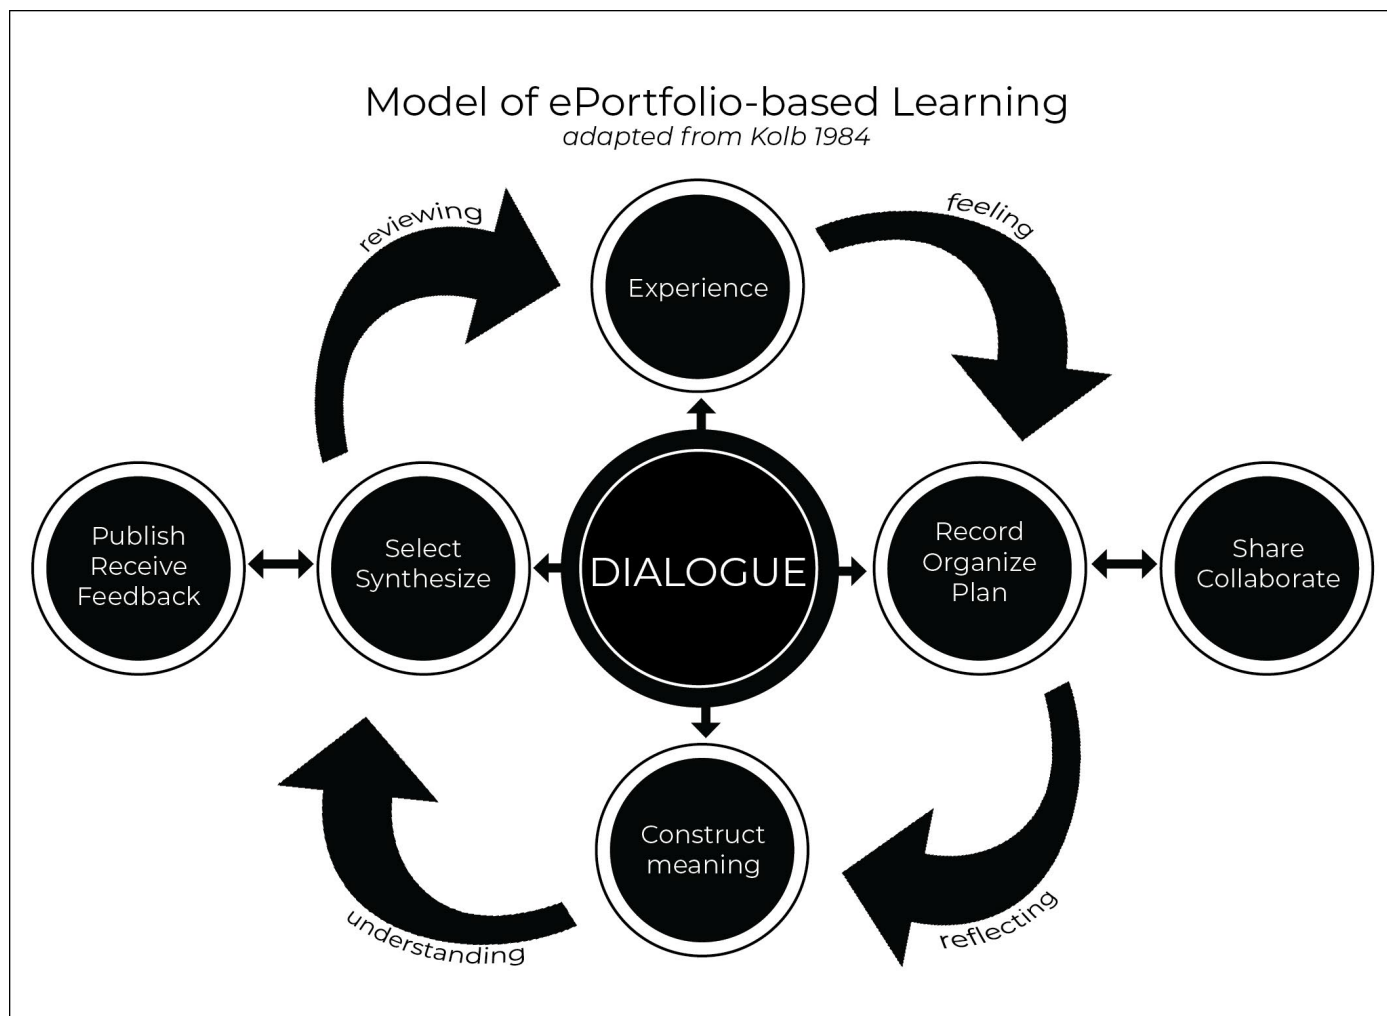 Model of ePortfolio-based Learning
adapted from Kolb 1984
reviewing
feeling
Experience
Publish
Receive
Feedback
Select
Synthesize
DIALOGUE
Record
Organize
Plan
Share
Collaborate
Construct
meaning
understanding
reflecting